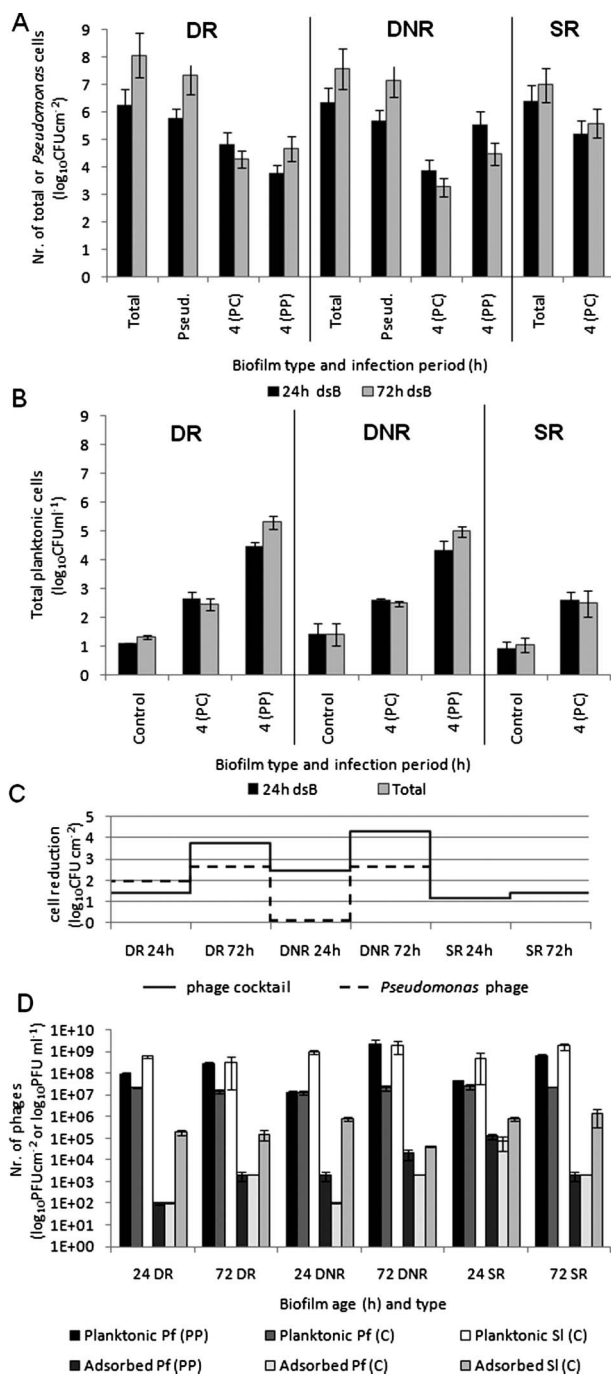 A
DR DNR SR
Nr. of total or Pseudomonas cells
(log10CFUcm-2)
9
8
7
6
5
4
3
2
1
0
Total Pseud. 4 (PC) 4 (PP) Total Pseud. 4 (PC) 4 (PP) Total 4 (PC)
Biofilm type and infection period (h)
24h dsB 72h dsB
B
DR DNR SR
Total planktonic cells
(log10CFUml-1)
9
8
7
6
5
4
3
2
1
0
Control 4 (PC) 4 (PP) Control 4 (PC) 4 (PP) Control 4 (PC)
Biofilm type and infection period (h)
24h dsB Total
C
cell reduction
(log10CFU cm-2)
5
4
3
2
1
0
DR 24h DR 72h DNR 24h DNR 72h SR 24h SR 72h
phage cocktail Pseudomonas phage
D
Nr. of phages
(log10PFUcm-2 or log10PFU ml-1)
1E+10
1E+09
1E+08
1E+07
1E+06
1E+05
1E+04
1E+03
1E+02
1E+01
1E+00
24 DR 72 DR 24 DNR 72 DNR 24 SR 72 SR
Biofilm age (h) and type
Planktonic Pf (PP) Planktonic Pf (C) Planktonic Sl (C)
Adsorbed Pf (PP) Adsorbed Pf (C) Adsorbed Sl (C)